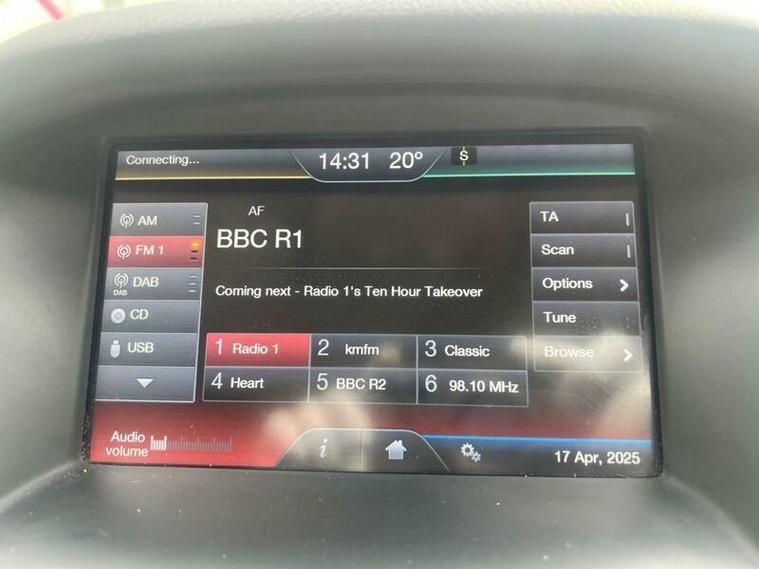 Connecting...
14:31 20° S
AM
FM 1
DAB
DAB
CD
USB
AF
BBC R1
Coming next - Radio 1's Ten Hour Takeover
1 Radio 1
2 kmfm
3 Classic
4 Heart
5 BBC R2
6 98.10 MHz
TA
Scan
Options
Tune
Browse
Audio
volume
i
17 Apr, 2025